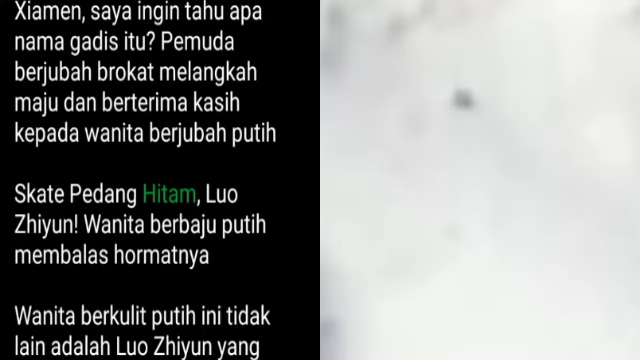 Xiamen, saya ingin tahu apa
nama gadis itu? Pemuda
berjubah brokat melangkah
maju dan berterima kasih
kepada wanita berjubah putih
Skate Pedang Hitam, Luo
Zhiyun! Wanita berbaju putih
membalas hormatnya
Wanita berkulit putih ini tidak
lain adalah Luo Zhiyun yang